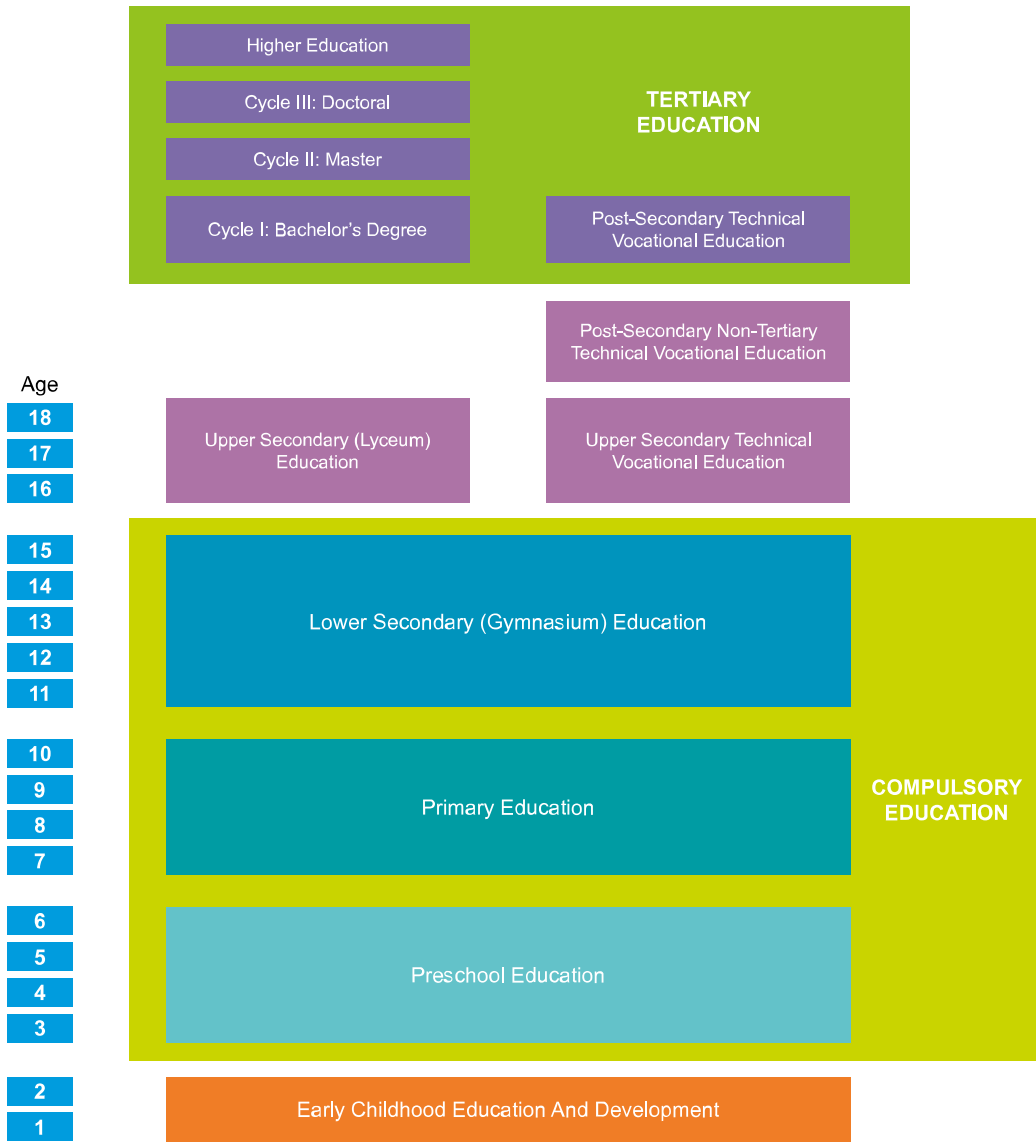 Higher Education
Cycle III: Doctoral
TERTIARY
EDUCATION
Cycle II: Master
Cycle I: Bachelor’s Degree
Post-Secondary Technical
Vocational Education
Post-Secondary Non-Tertiary
Technical Vocational Education
Age
18
17
16
Upper Secondary (Lyceum)
Education
Upper Secondary Technical
Vocational Education
15
14
13
12
11
Lower Secondary (Gymnasium) Education
10
9
8
7
Primary Education
COMPULSORY
EDUCATION
6
5
4
3
Preschool Education
2
1
Early Childhood Education And Development